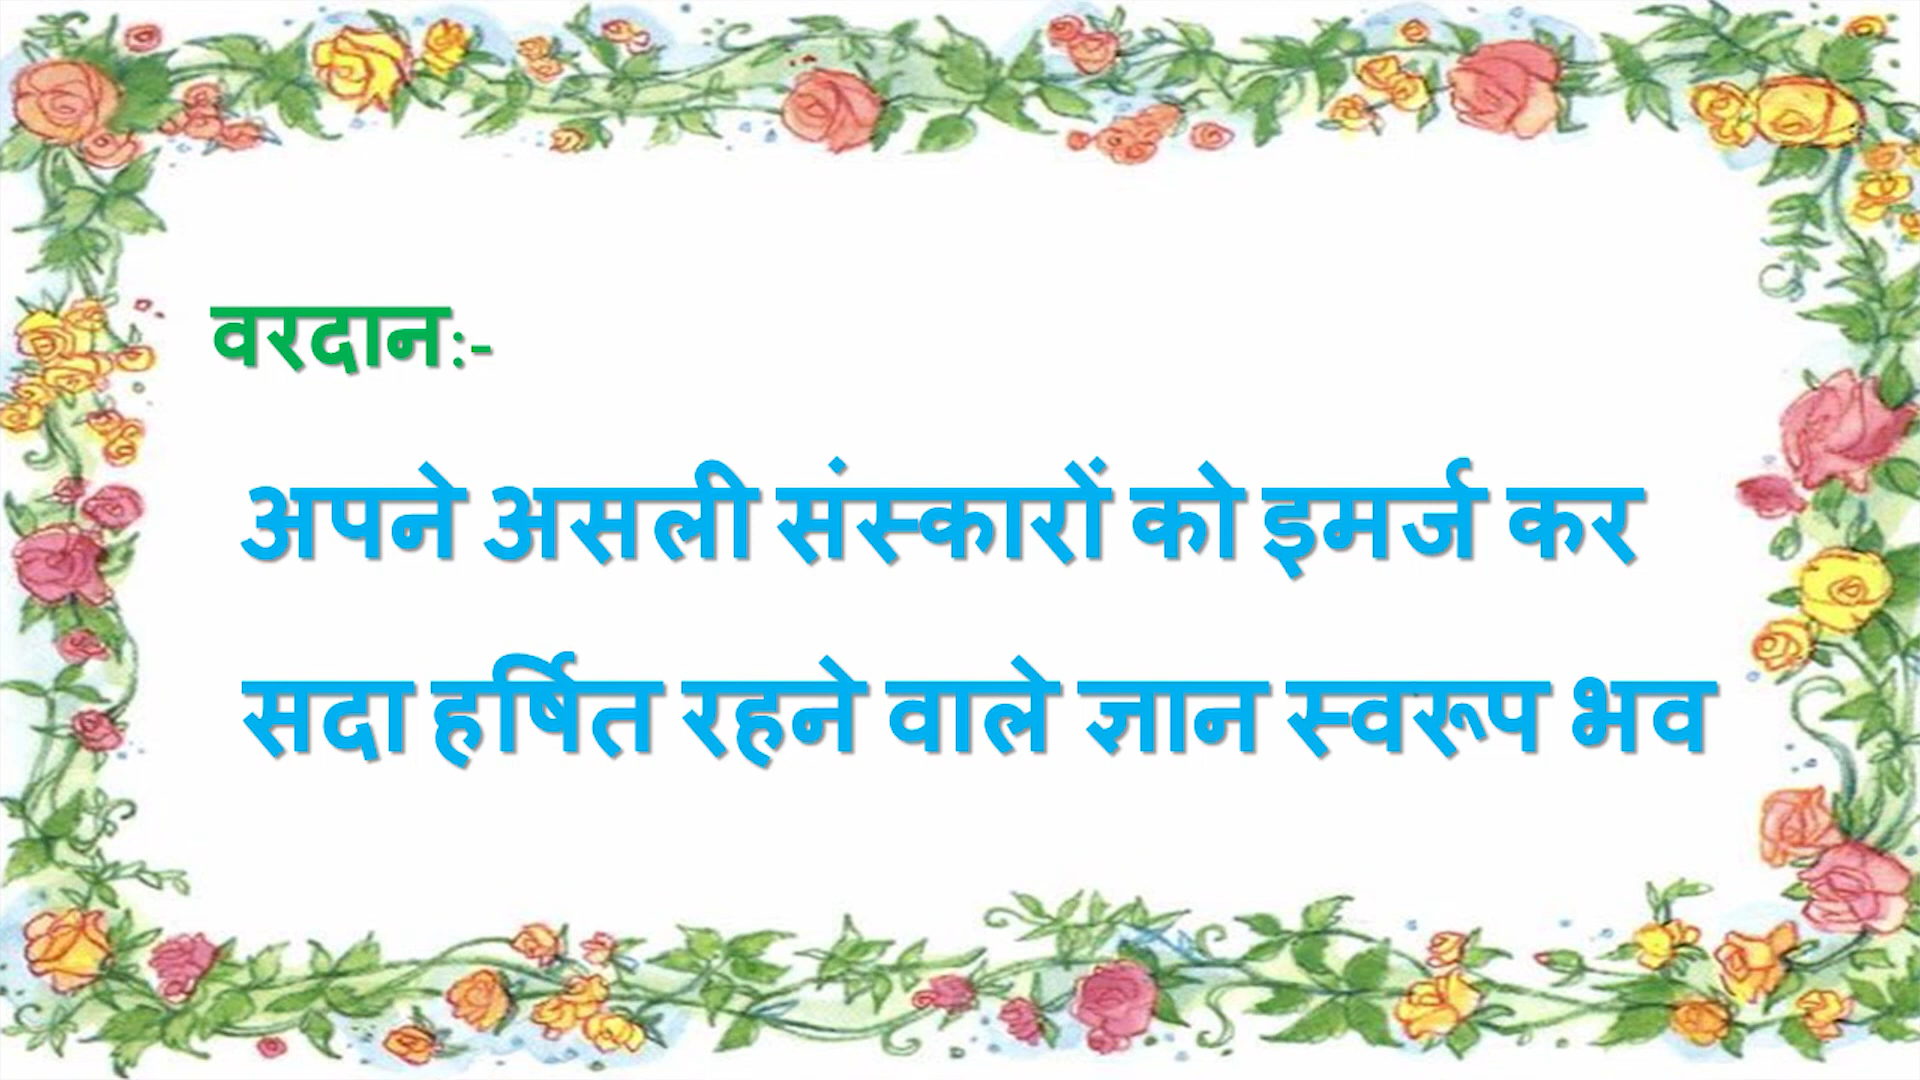 वरदान:-
अपने असली संस्कारों को इमर्ज कर
सदा हर्षित रहने वाले ज्ञान स्वरूप भव